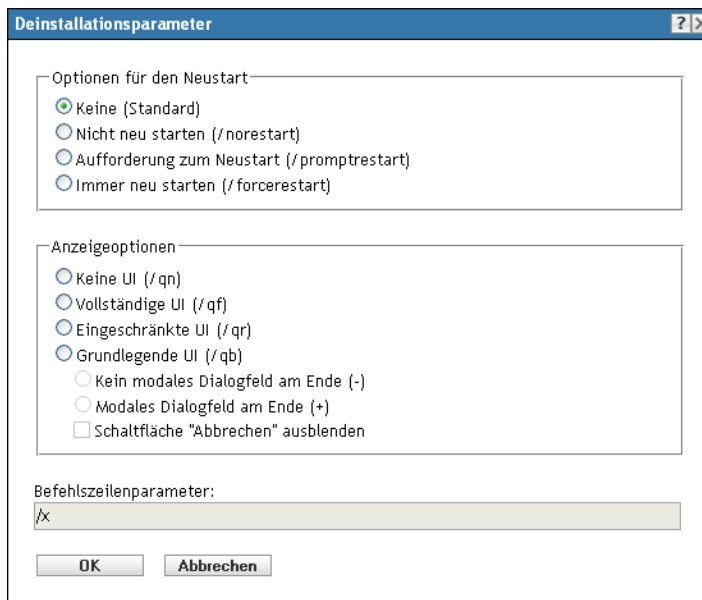 Deinstallationsparameter
?
Optionen für den Neustart
Keine (Standard)
Nicht neu starten (/norestart)
Aufforderung zum Neustart (/promptrestart)
Immer neu starten (/forcerestart)
Anzeigeoptionen
Keine UI (/qn)
Vollständige UI (/qf)
Eingeschränkte UI (/qr)
Grundlegende UI (/qb)
Kein modales Dialogfeld am Ende (-)
Modales Dialogfeld am Ende (+)
Schaltfläche "Abbrechen" ausblenden
Befehlszeilenparameter:
/x
OK Abbrechen